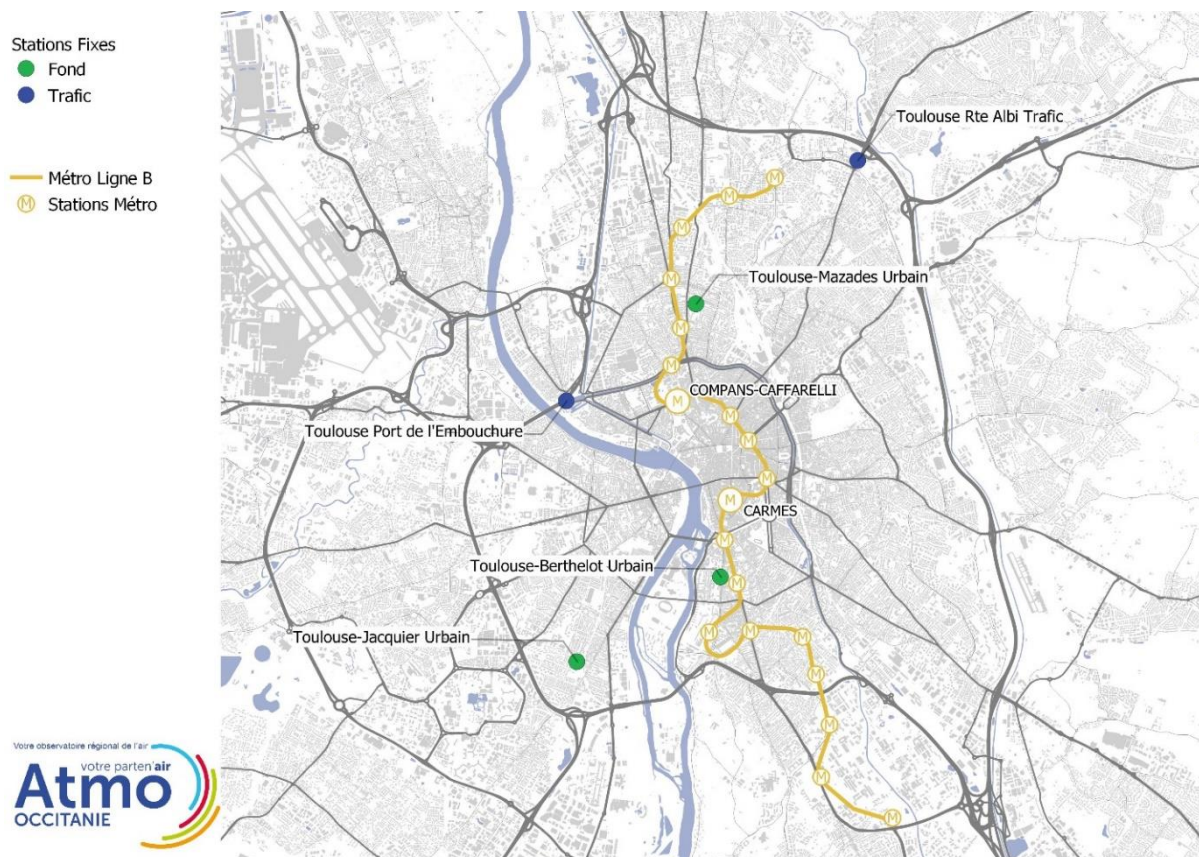 Stations Fixes
Fond
Trafic
Métro Ligne B
M Stations Métro
Toulouse Rte Albi Trafic
M
M
M
M
Toulouse-Mazades Urbain
M
M
COMPANS-CAFFARELLI
M
M
Toulouse Port de l'Embouchure
M
M
M
CARMES
M
Toulouse-Berthelot Urbain
M
M
M
M
Toulouse-Jacquier Urbain
M
M
M
M
Votre observatoire régional de l'air
votre parten'air
Atmo
OCCITANIE